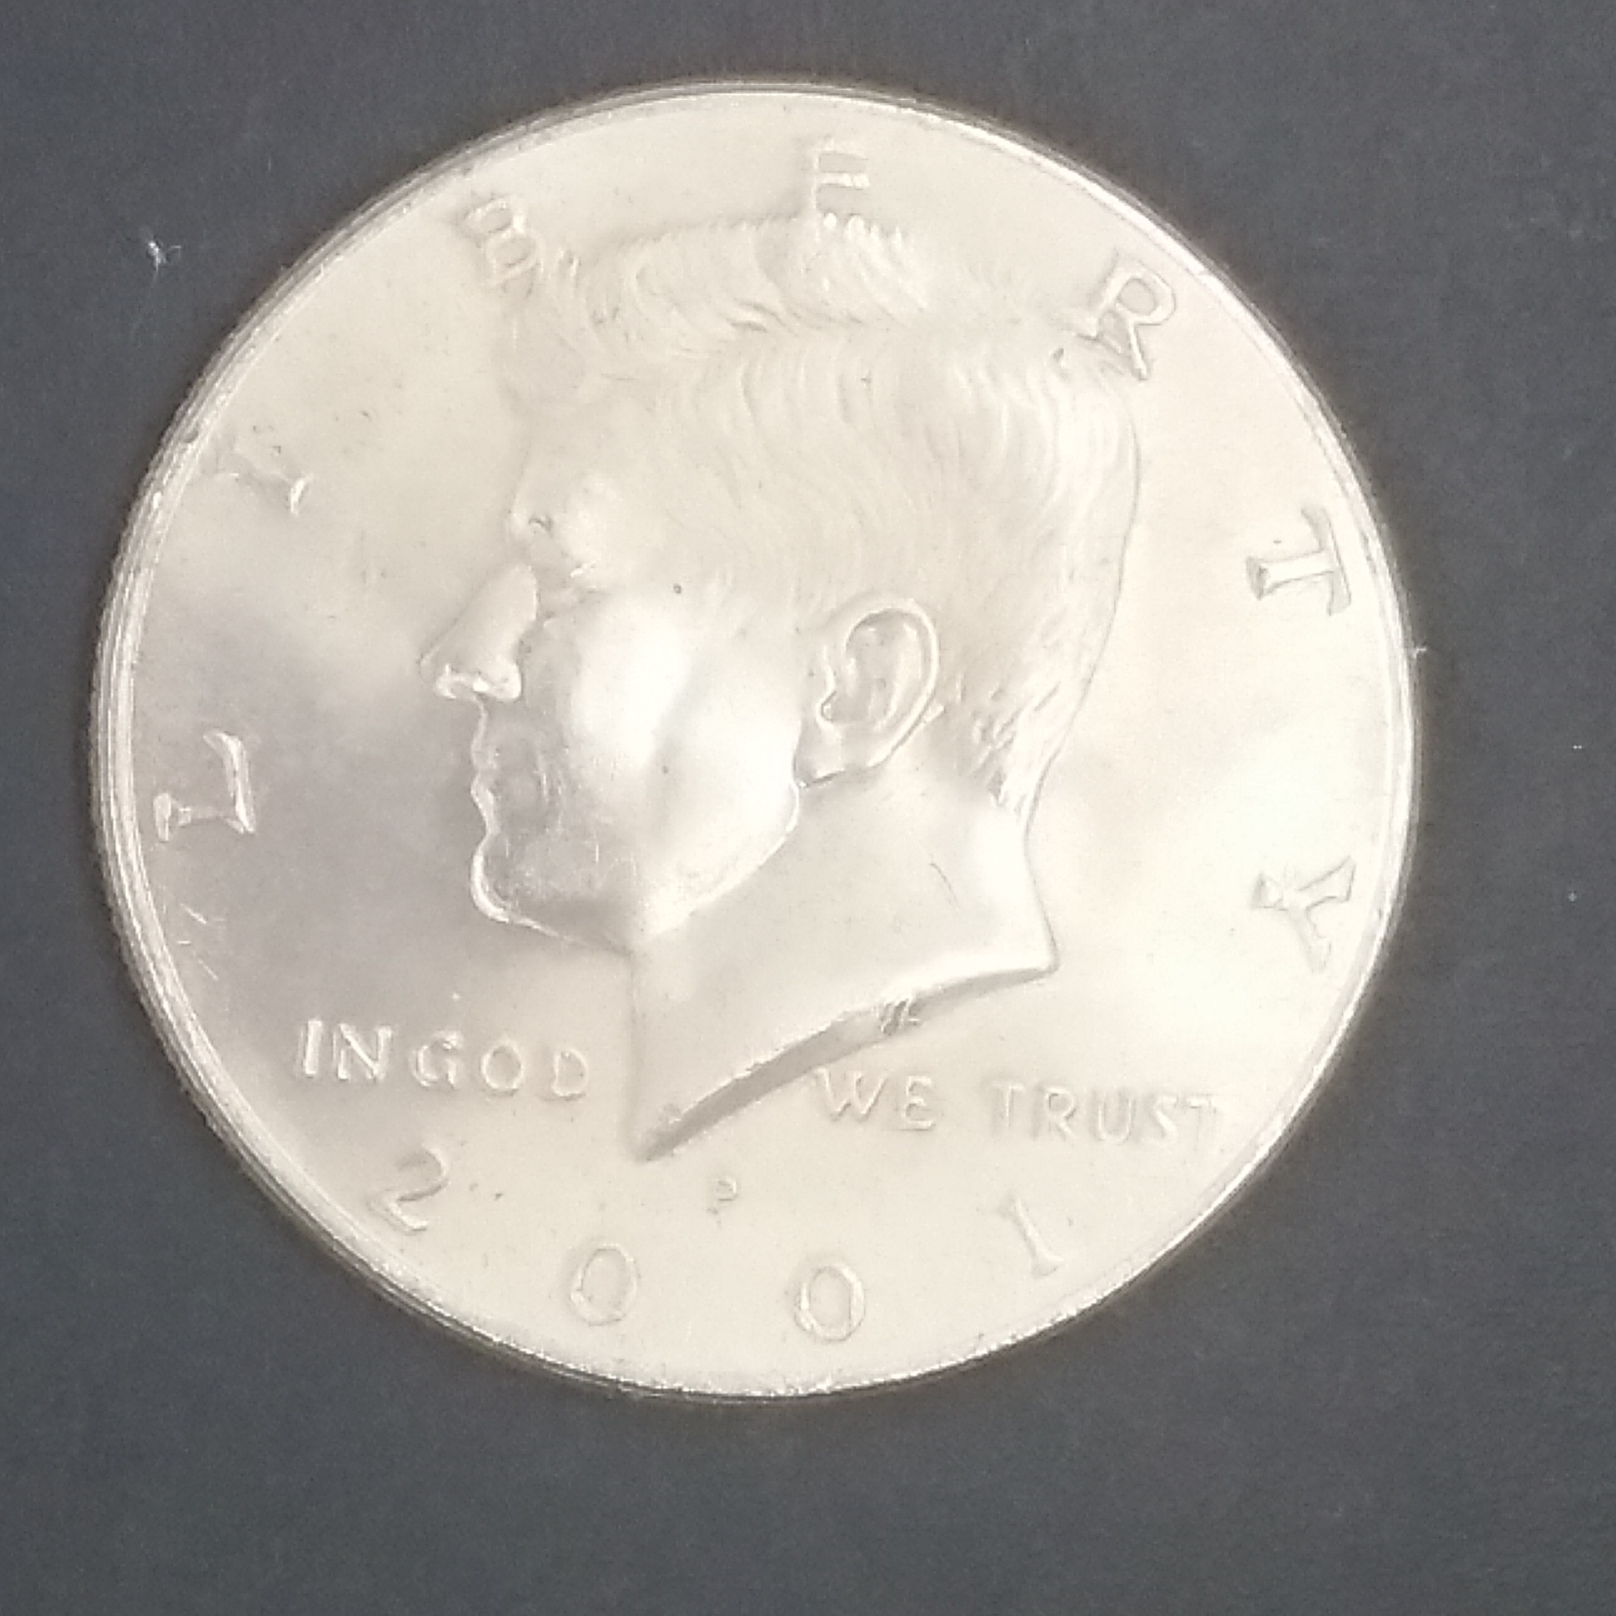 LIBERTY
IN GOD WE TRUST
P
2001